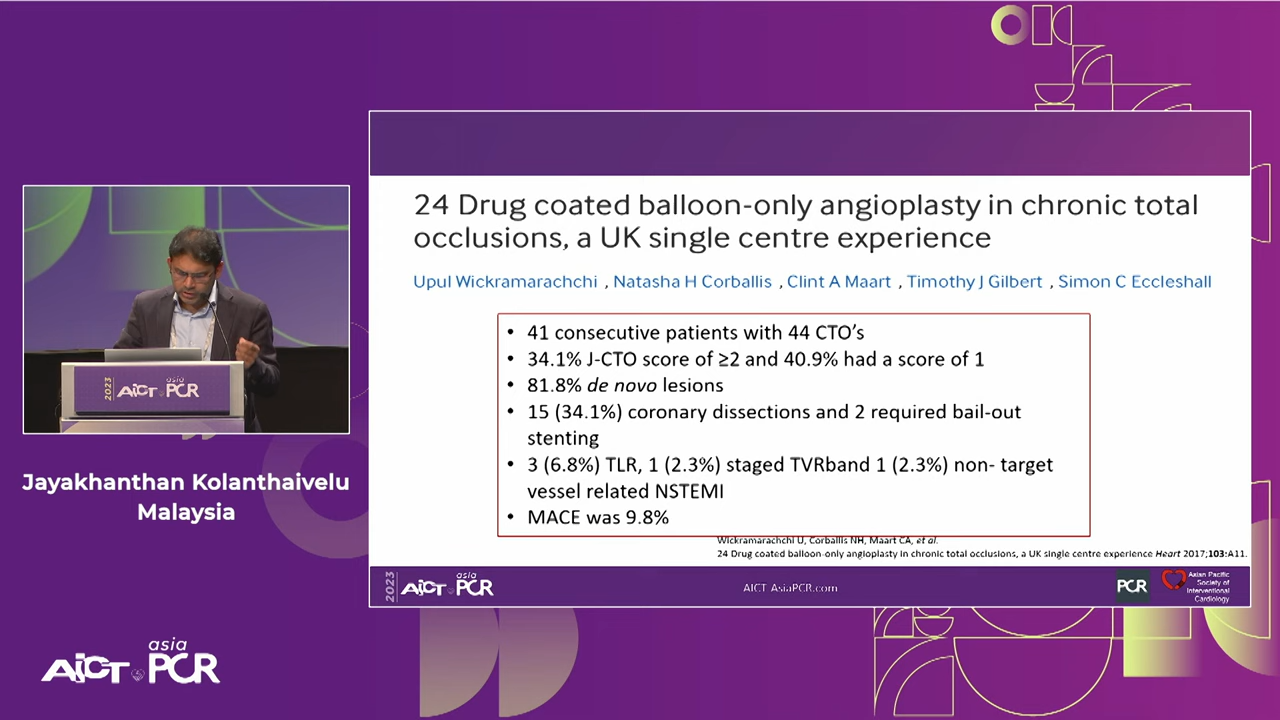 24 Drug coated balloon-only angioplasty in chronic total
occlusions, a UK single centre experience
Upul Wickramarachchi , Natasha H Corballis , Clint A Maart , Timothy J Gilbert , Simon C Eccleshall
• 41 consecutive patients with 44 CTO's
• 34.1% J-CTO score of ≥2 and 40.9% had a score of 1
• 81.8% de novo lesions
• 15 (34.1%) coronary dissections and 2 required bail-out
stenting
• 3 (6.8%) TLR, 1 (2.3%) staged TVRband 1 (2.3%) non- target
vessel related NSTEMI
• MACE was 9.8%
Wickramarachchi U, Corballis NH, Maart CA, et al.
24 Drug coated balloon-only angioplasty in chronic total occlusions, a UK single centre experience Heart 2017;103:A11.
2023 AICT asia PCR
AICT AsiaPCR.com
PCR
Asian Pacific
Society of
Interventional
Cardiology
2023 AICT asia PCR
Jayakhanthan Kolanthaivelu
Malaysia
AICT asia PCR